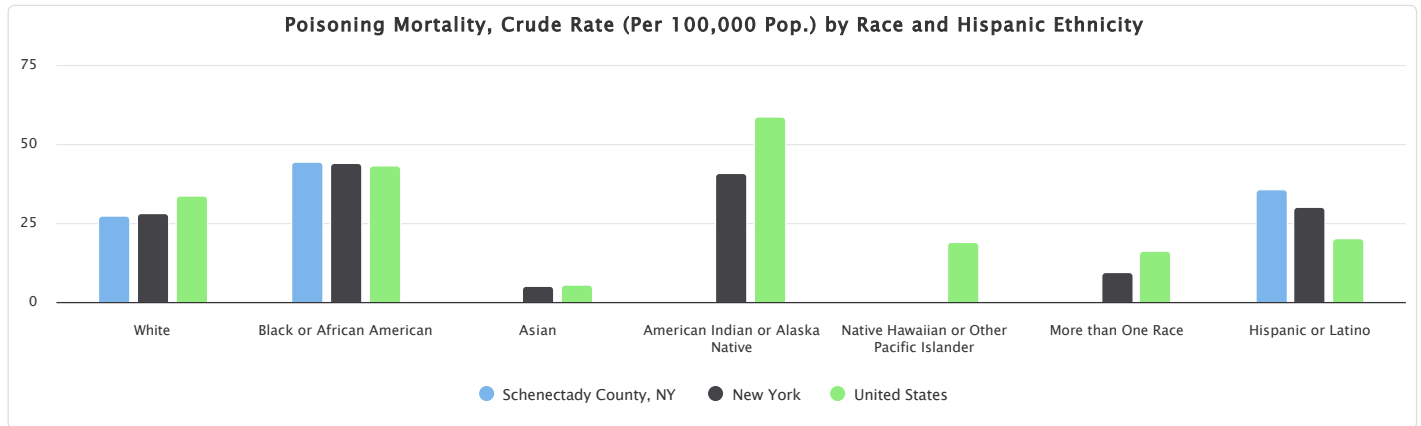 Poisoning Mortality, Crude Rate (Per 100,000 Pop.) by Race and Hispanic Ethnicity
75
50
25
0
White
Black or African American
Asian
American Indian or Alaska
Native
Native Hawaiian or Other
Pacific Islander
More than One Race
Hispanic or Latino
Schenectady County, NY
New York
United States